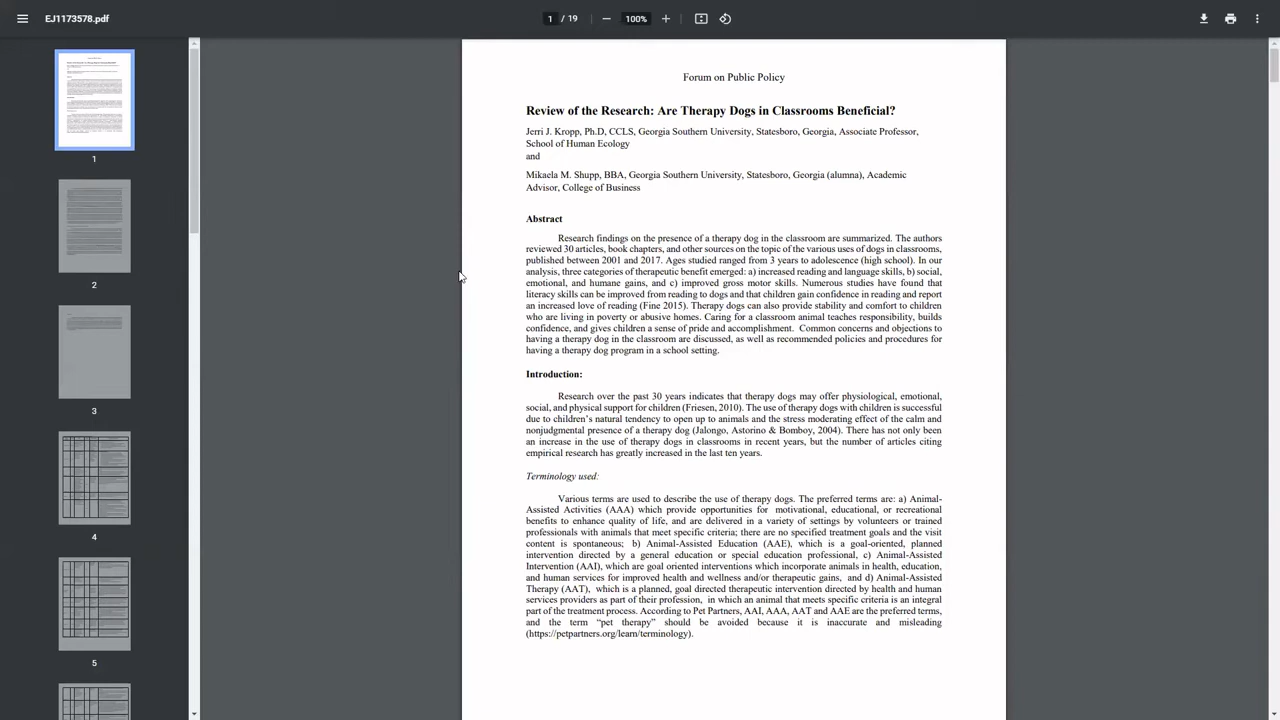 EJ1173578.pdf
1 / 19
100%
1
2
3
4
5
Forum on Public Policy
Review of the Research: Are Therapy Dogs in Classrooms Beneficial?
Jerri J. Kropp, Ph.D, CCLS, Georgia Southern University, Statesboro, Georgia, Associate Professor,
School of Human Ecology
and
Mikaela M. Shupp, BBA, Georgia Southern University, Statesboro, Georgia (alumna), Academic
Advisor, College of Business
Abstract
Research findings on the presence of a therapy dog in the classroom are summarized. The authors
reviewed 30 articles, book chapters, and other sources on the topic of the various uses of dogs in classrooms,
published between 2001 and 2017. Ages studied ranged from 3 years to adolescence (high school). In our
analysis, three categories of therapeutic benefit emerged: a) increased reading and language skills, b) social,
emotional, and humane gains, and c) improved gross motor skills. Numerous studies have found that
literacy skills can be improved from reading to dogs and that children gain confidence in reading and report
an increased love of reading (Fine 2015). Therapy dogs can also provide stability and comfort to children
who are living in poverty or abusive homes. Caring for a classroom animal teaches responsibility, builds
confidence, and gives children a sense of pride and accomplishment. Common concerns and objections to
having a therapy dog in the classroom are discussed, as well as recommended policies and procedures for
having a therapy dog program in a school setting.
Introduction:
Research over the past 30 years indicates that therapy dogs may offer physiological, emotional,
social, and physical support for children (Friesen, 2010). The use of therapy dogs with children is successful
due to children's natural tendency to open up to animals and the stress moderating effect of the calm and
nonjudgmental presence of a therapy dog (Jalongo, Astorino & Bomboy, 2004). There has not only been
an increase in the use of therapy dogs in classrooms in recent years, but the number of articles citing
empirical research has greatly increased in the last ten years.
Terminology used:
Various terms are used to describe the use of therapy dogs. The preferred terms are: a) Animal-
Assisted Activities (AAA) which provide opportunities for motivational, educational, or recreational
benefits to enhance quality of life, and are delivered in a variety of settings by volunteers or trained
professionals with animals that meet specific criteria; there are no specified treatment goals and the visit
content is spontaneous; b) Animal-Assisted Education (AAE), which is a goal-oriented, planned
intervention directed by a general education or special education professional, c) Animal-Assisted
Intervention (AAI), which are goal oriented interventions which incorporate animals in health, education,
and human services for improved health and wellness and/or therapeutic gains, and d) Animal-Assisted
Therapy (AAT), which is a planned, goal directed therapeutic intervention directed by health and human
services providers as part of their profession, in which an animal that meets specific criteria is an integral
part of the treatment process. According to Pet Partners, AAI, AAA, AAT and AAE are the preferred terms,
and the term “pet therapy” should be avoided because it is inaccurate and misleading
(https://petpartners.org/learn/terminology).